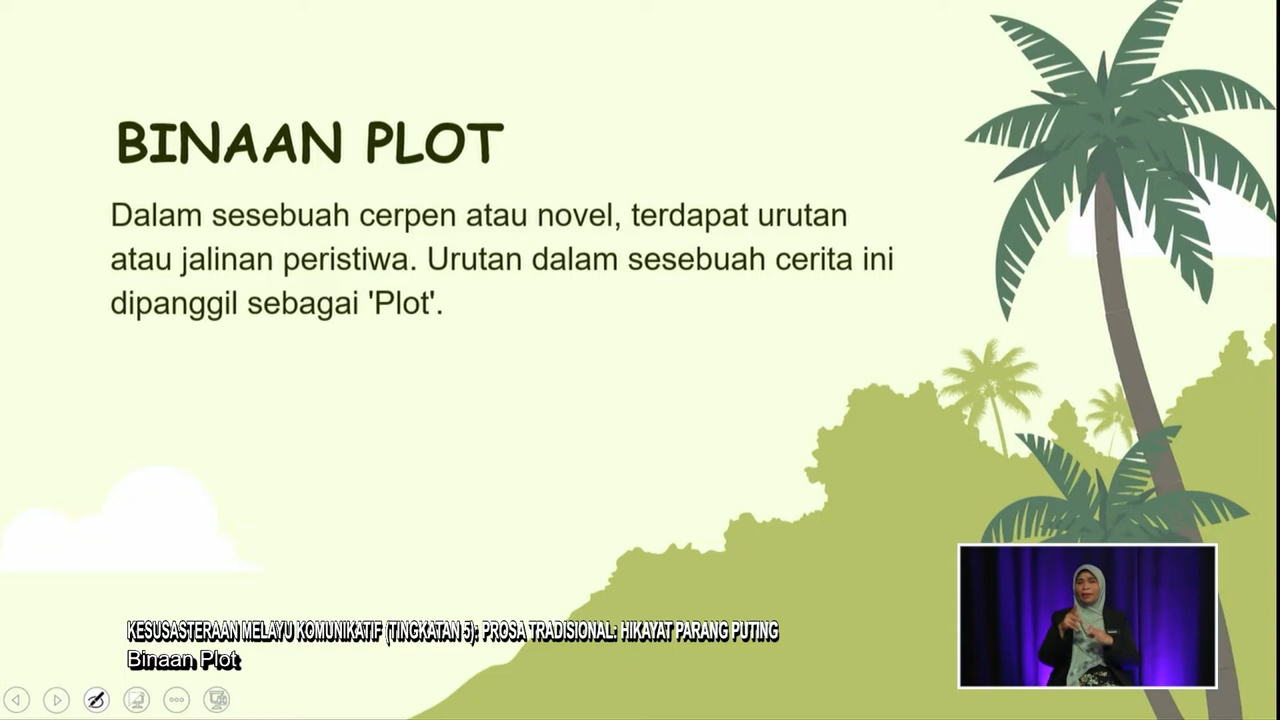 BINAAN PLOT
Dalam sesebuah cerpen atau novel, terdapat urutan
atau jalinan peristiwa. Urutan dalam sesebuah cerita ini
dipanggil sebagai 'Plot'.
KESUSASTERAAN MELAYU KOMUNIKATIF (TINGKATAN 5): PROSA TRADISIONAL: HIKAYAT PARANG PUTING
Binaan Plot